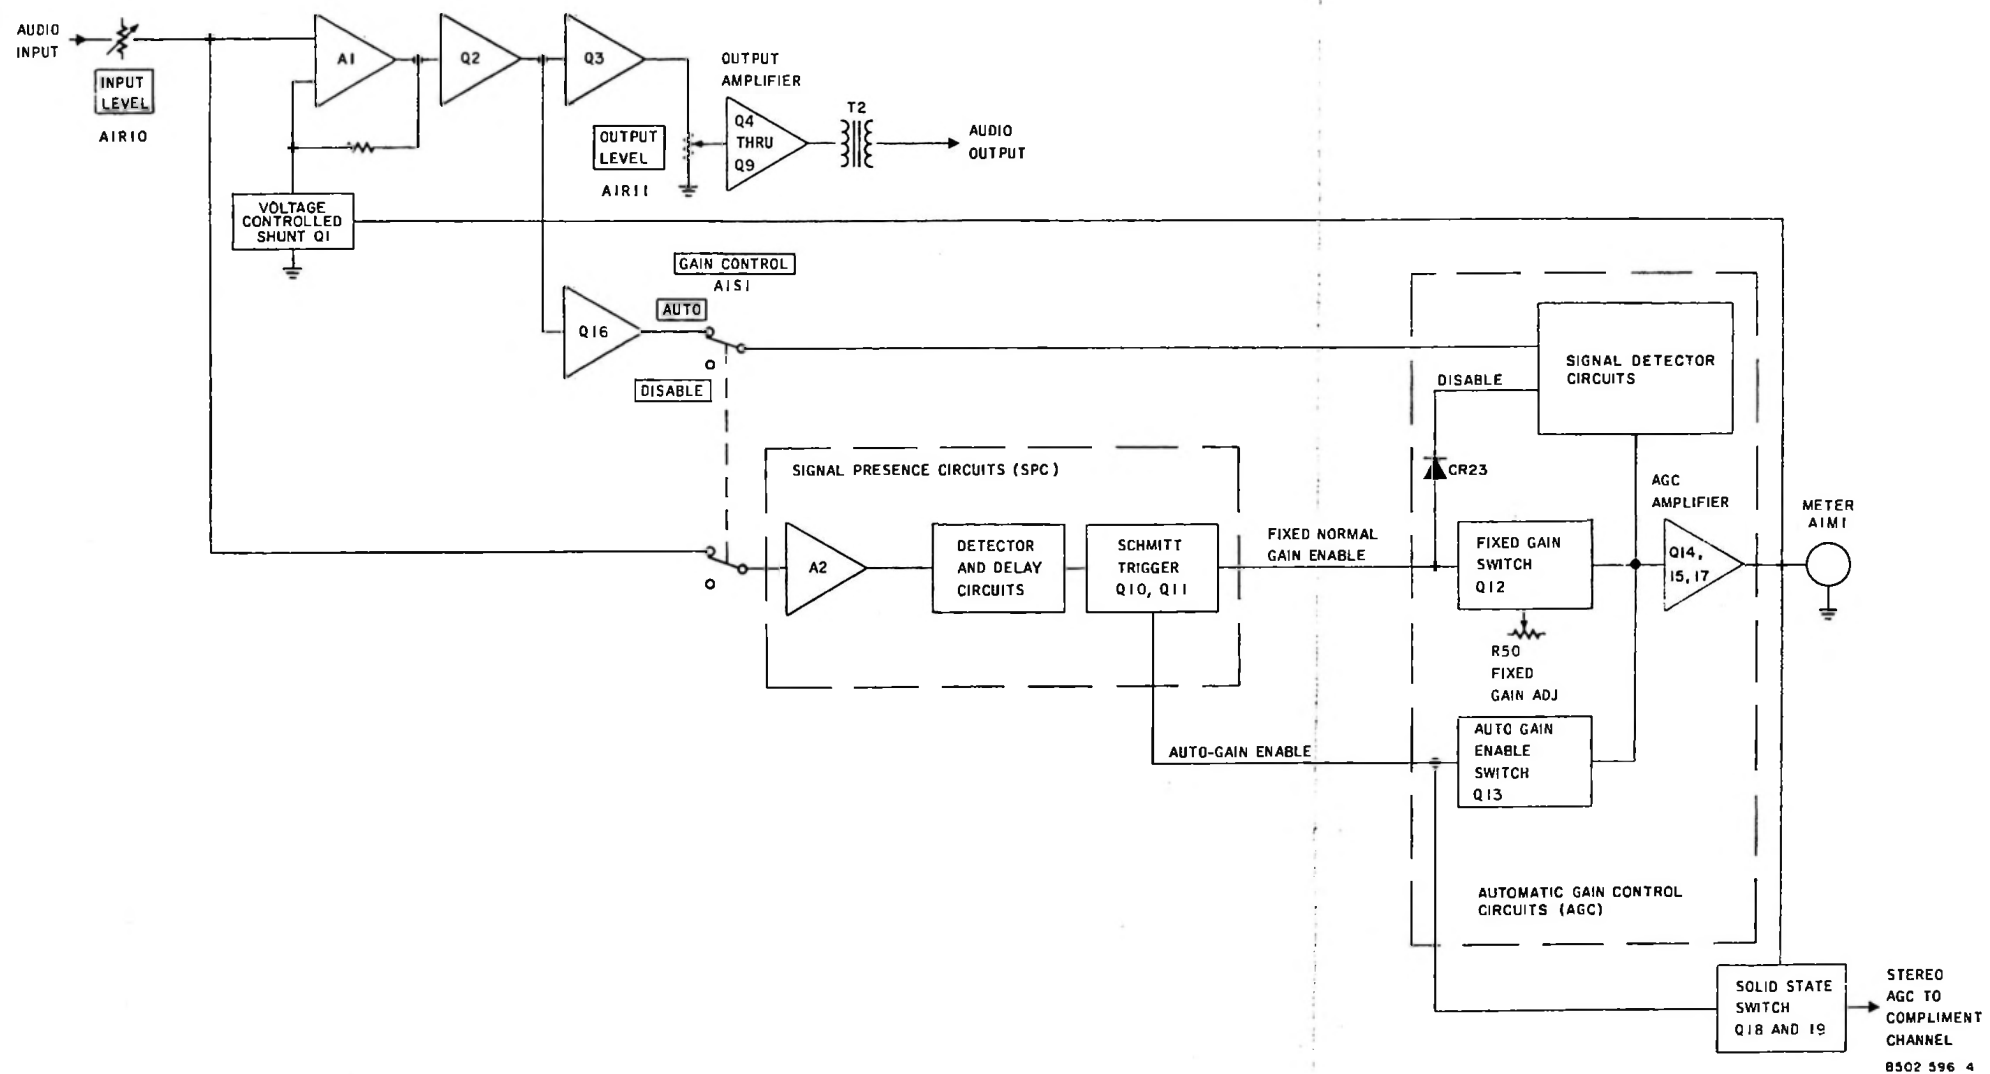 AUDIO
INPUT
INPUT
LEVEL
A1R10
A1
Q2
Q3
OUTPUT
AMPLIFIER
Q4
THRU
Q9
T2
AUDIO
OUTPUT
OUTPUT
LEVEL
A1R11
VOLTAGE
CONTROLLED
SHUNT Q1
GAIN CONTROL
A1S1
AUTO
Q16
DISABLE
SIGNAL DETECTOR
CIRCUITS
DISABLE
CR23
SIGNAL PRESENCE CIRCUITS (SPC)
A2
DETECTOR
AND DELAY
CIRCUITS
SCHMITT
TRIGGER
Q10, Q11
FIXED NORMAL
GAIN ENABLE
FIXED GAIN
SWITCH
Q12
AGC
AMPLIFIER
Q14,
15, 17
METER
A1M1
R50
FIXED
GAIN ADJ
AUTO-GAIN ENABLE
AUTO GAIN
ENABLE
SWITCH
Q13
AUTOMATIC GAIN CONTROL
CIRCUITS (AGC)
SOLID STATE
SWITCH
Q18 AND 19
STEREO
AGC TO
COMPLIMENT
CHANNEL
8502 596 4